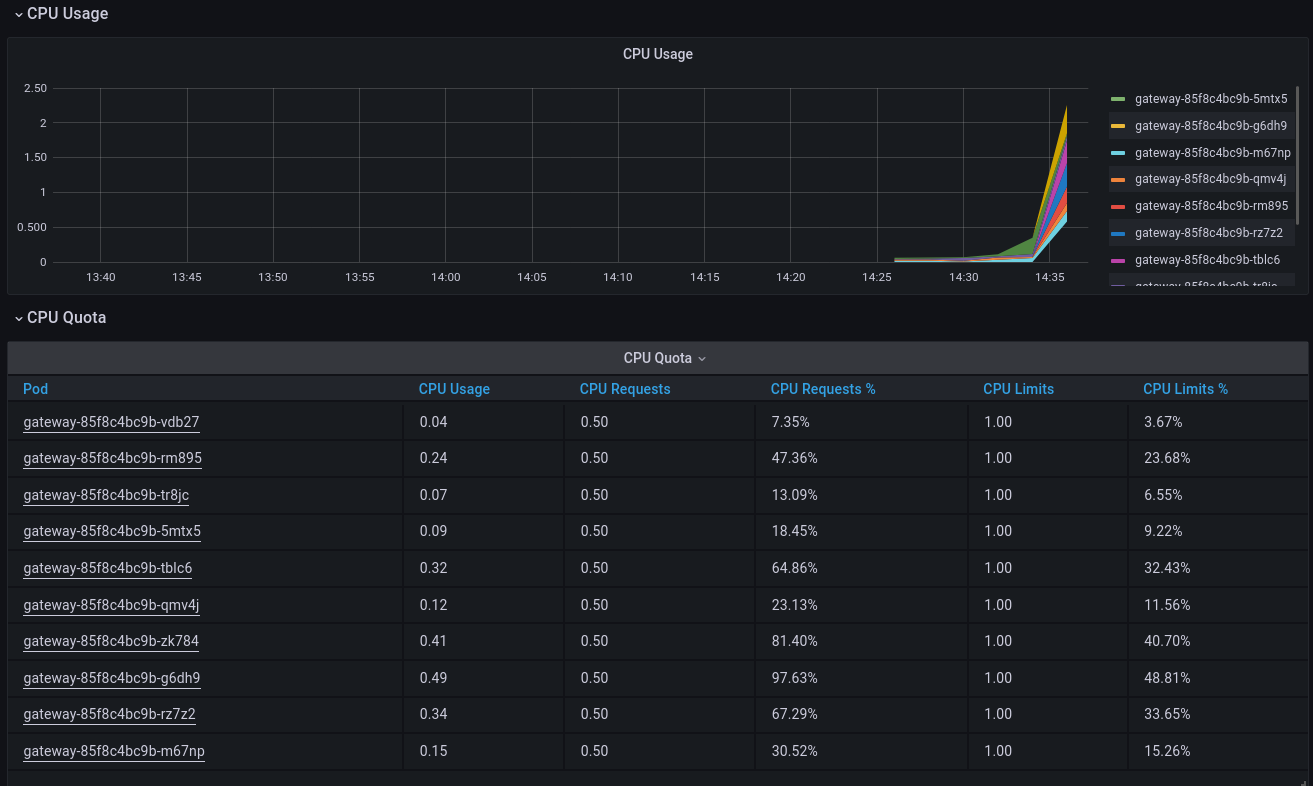 CPU Usage
CPU Usage
2.50
2
1.50
1
0.500
0
13:40 13:45 13:50 13:55 14:00 14:05 14:10 14:15 14:20 14:25 14:30 14:35
gateway-85f8c4bc9b-5mtx5
gateway-85f8c4bc9b-g6dh9
gateway-85f8c4bc9b-m67np
gateway-85f8c4bc9b-qmv4j
gateway-85f8c4bc9b-rm895
gateway-85f8c4bc9b-rz7z2
gateway-85f8c4bc9b-tblc6
gateway-85f8c4bc9b-tr8jc
CPU Quota
CPU Quota
Pod CPU Usage CPU Requests CPU Requests % CPU Limits CPU Limits %
gateway-85f8c4bc9b-vdb27 0.04 0.50 7.35% 1.00 3.67%
gateway-85f8c4bc9b-rm895 0.24 0.50 47.36% 1.00 23.68%
gateway-85f8c4bc9b-tr8jc 0.07 0.50 13.09% 1.00 6.55%
gateway-85f8c4bc9b-5mtx5 0.09 0.50 18.45% 1.00 9.22%
gateway-85f8c4bc9b-tblc6 0.32 0.50 64.86% 1.00 32.43%
gateway-85f8c4bc9b-qmv4j 0.12 0.50 23.13% 1.00 11.56%
gateway-85f8c4bc9b-zk784 0.41 0.50 81.40% 1.00 40.70%
gateway-85f8c4bc9b-g6dh9 0.49 0.50 97.63% 1.00 48.81%
gateway-85f8c4bc9b-rz7z2 0.34 0.50 67.29% 1.00 33.65%
gateway-85f8c4bc9b-m67np 0.15 0.50 30.52% 1.00 15.26%